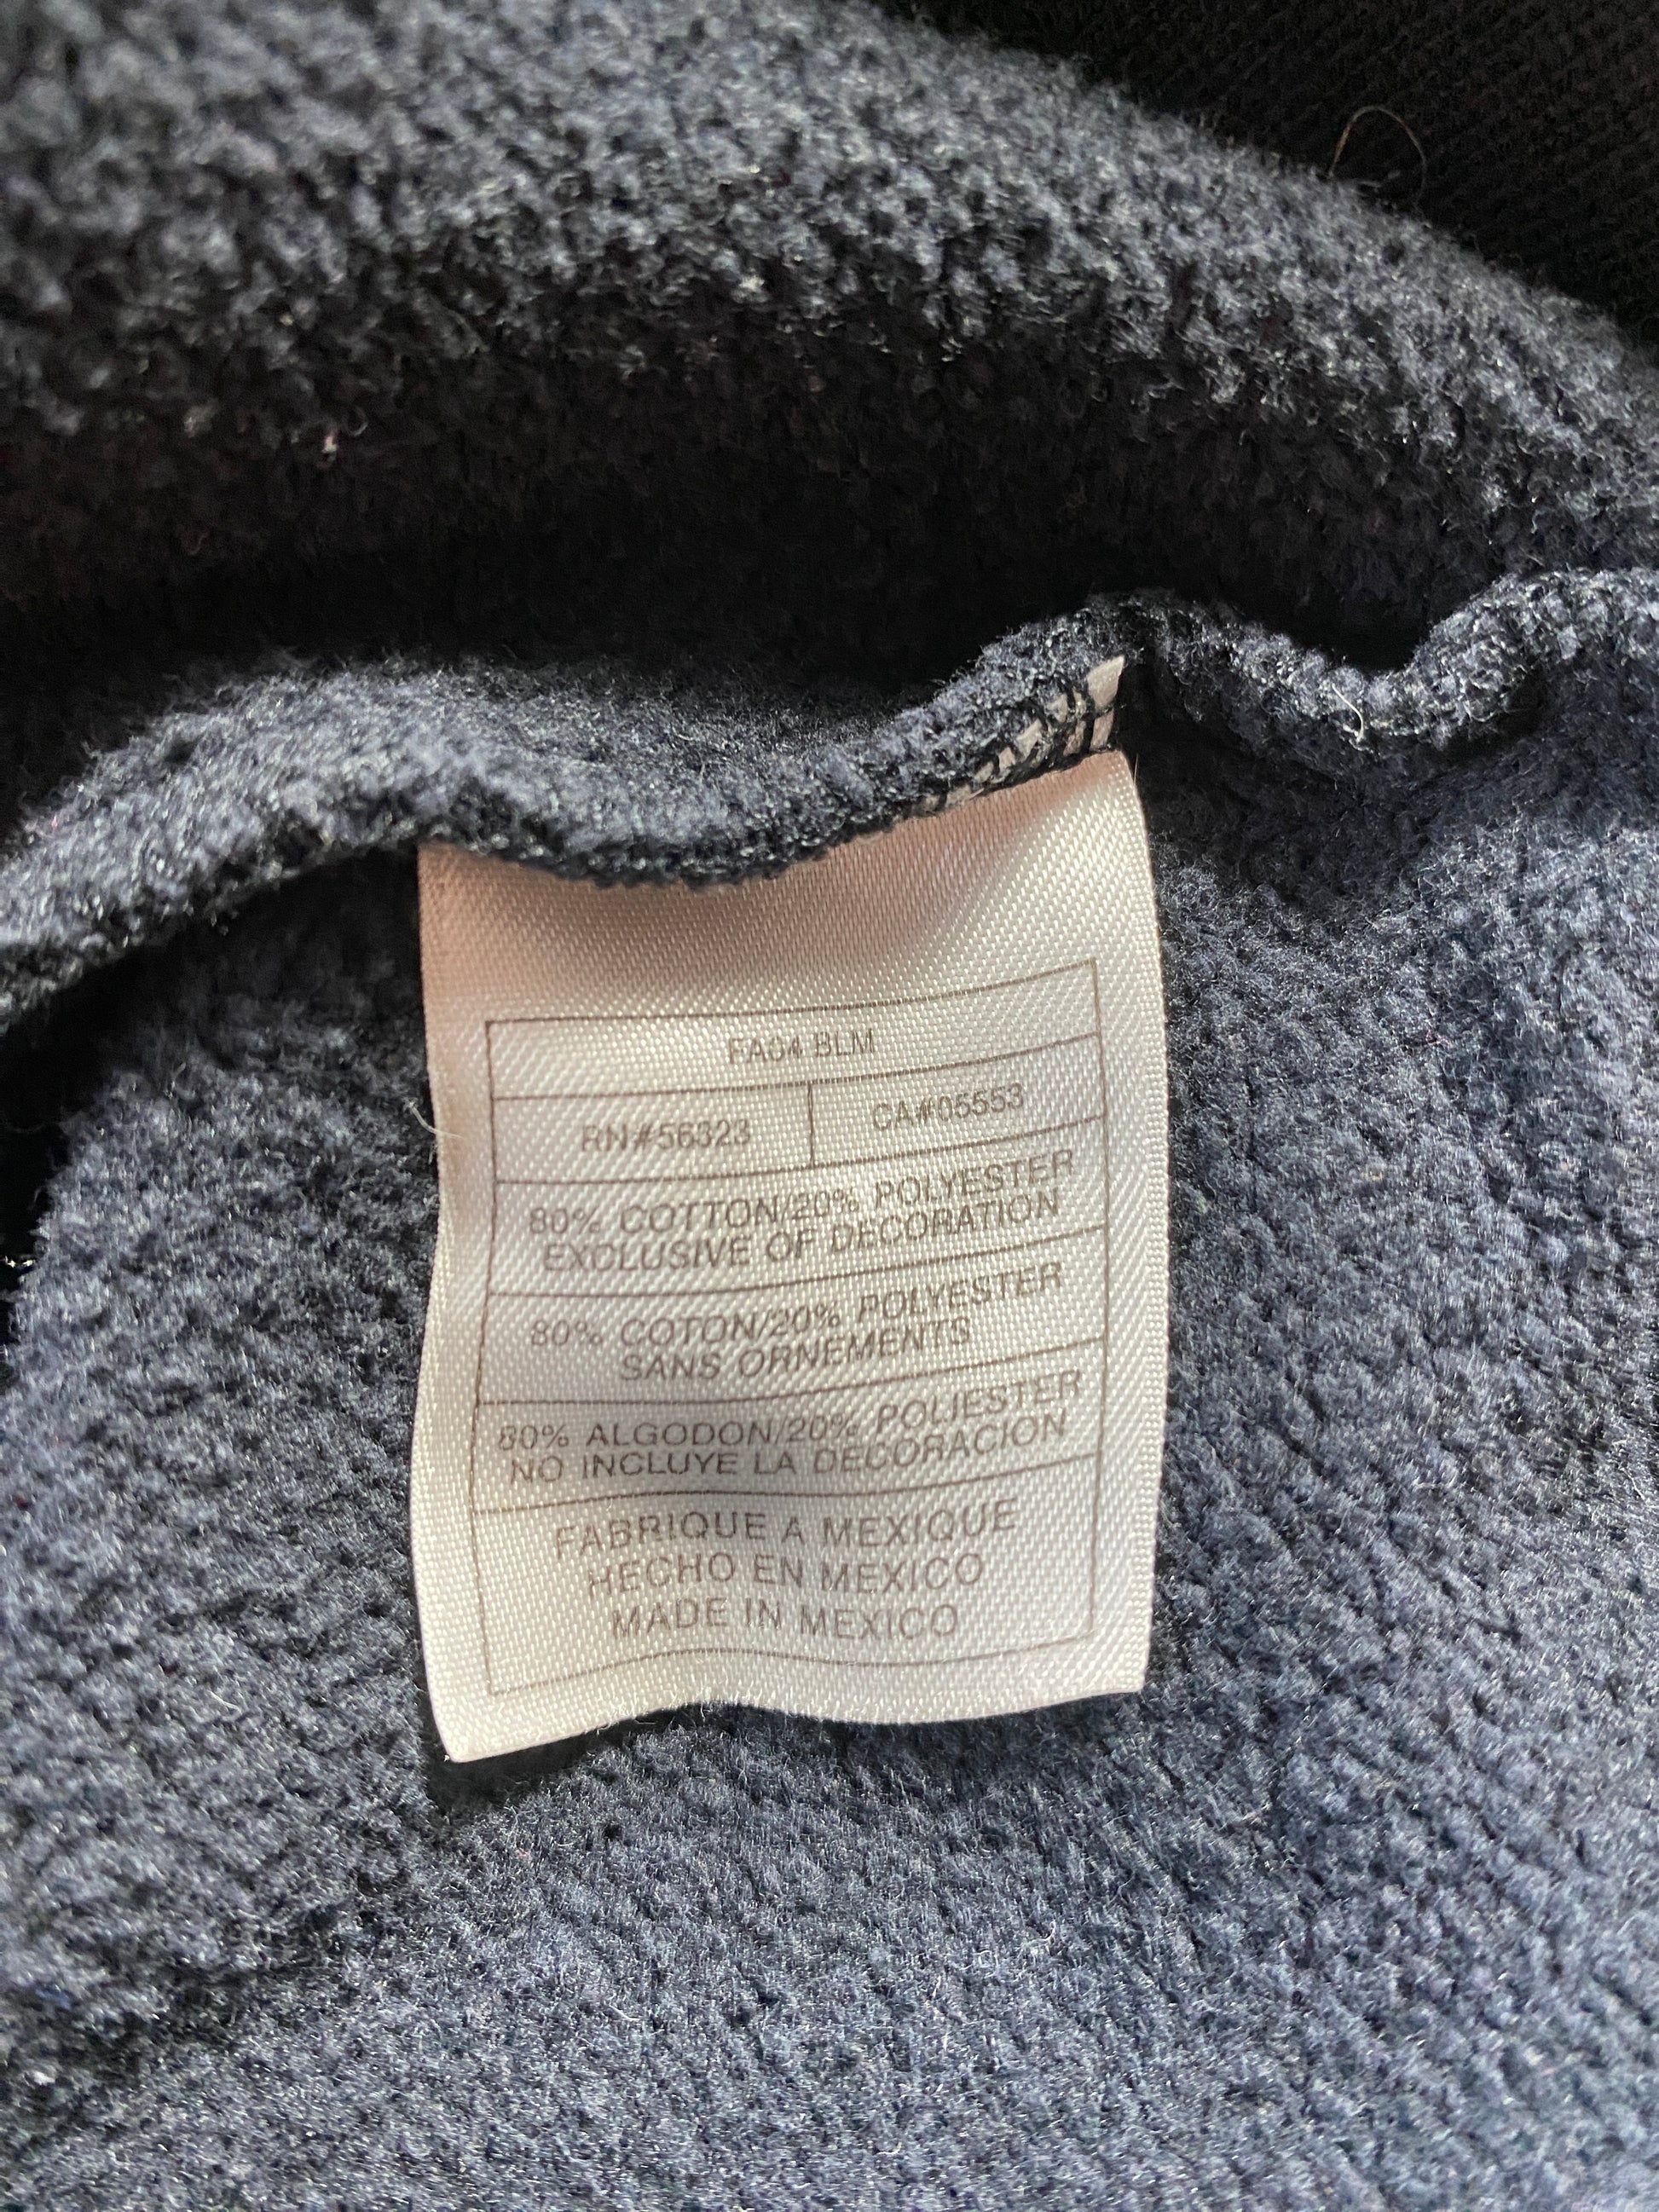 FA04 BLM
RN#56323 CA#05553
80% COTTON/20% POLYESTER
EXCLUSIVE OF DECORATION
80% COTON/20% POLYESTER
SANS ORNEMENTS
80% ALGODON/20% POLIESTER
NO INCLUYE LA DECORACION
FABRIQUE A MEXIQUE
HECHO EN MEXICO
MADE IN MEXICO